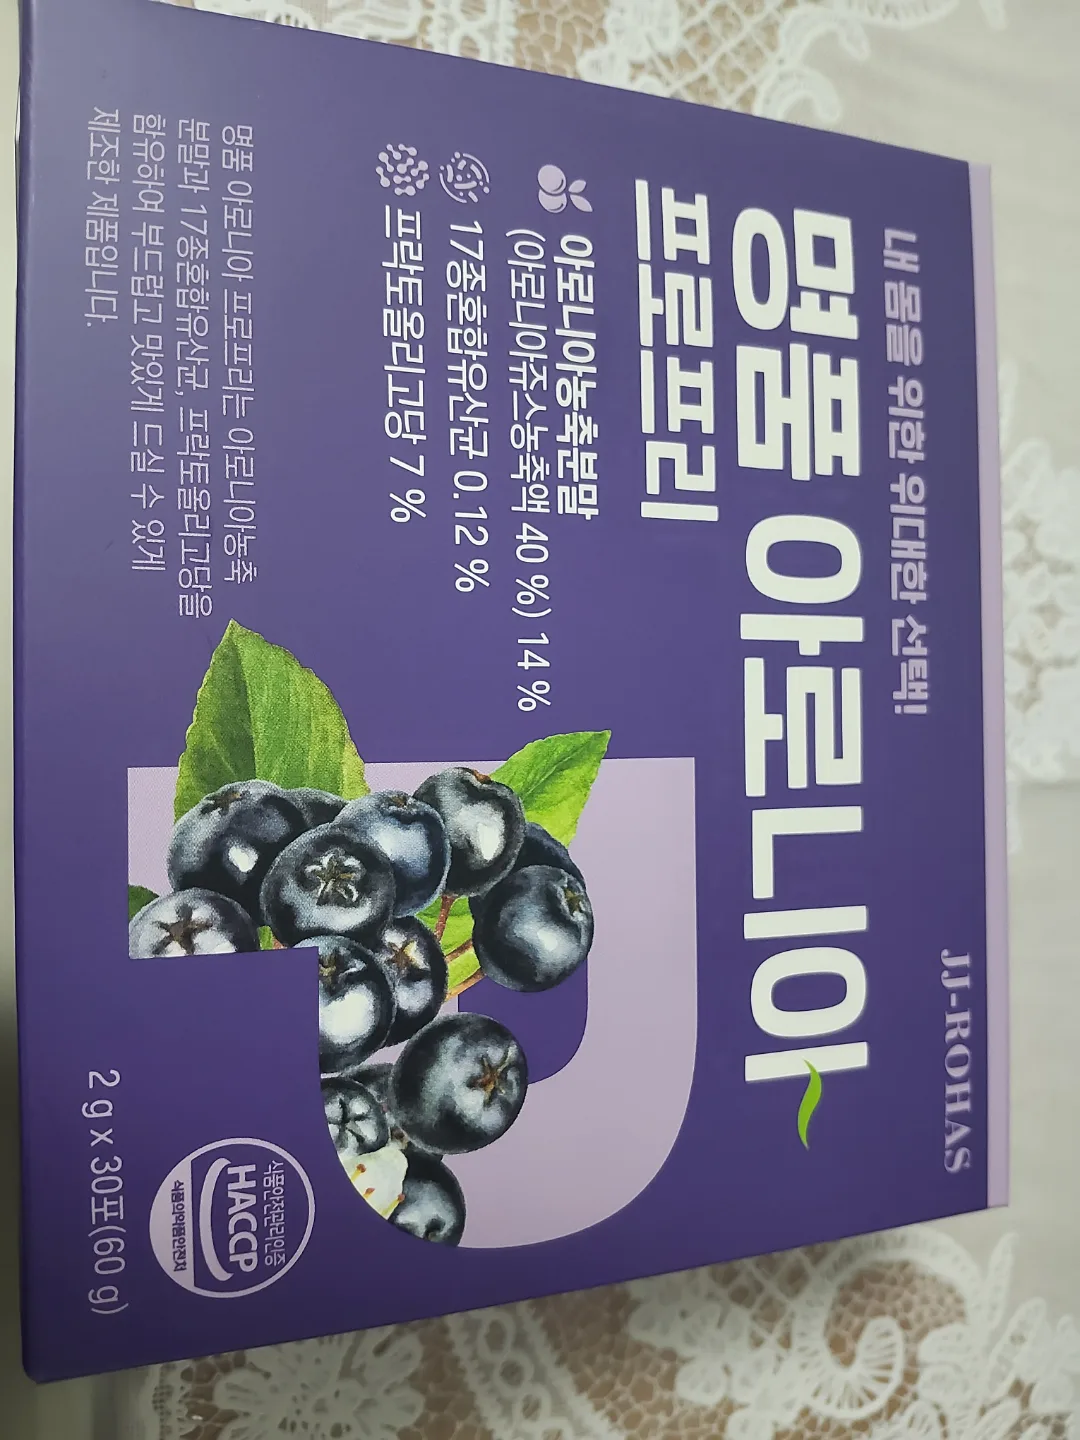 JJ-ROHAS
내 몸을 위한 위대한 선택!
명품 아로니아
프로프리
아로니아농축분말
(아로니아쥬스농축액 40 %) 14 %
17종혼합유산균 0.12 %
프락토올리고당 7 %
명품 아로니아 프로프리는 아로니아농축
분말과 17종혼합유산균, 프락토올리고당을
함유하여 부드럽고 맛있게 드실 수 있게
제조한 제품입니다.
식품안전관리인증
HACCP
식품의약품안전처
2 g x 30포(60 g)